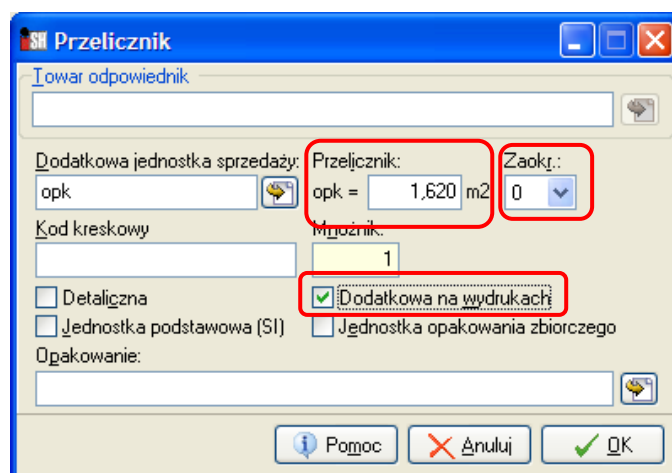 SH Przelicznik
Towar odpowiednik
Dodatkowa jednostka sprzedaży: Przelicznik: Zaokr.:
opk opk = 1,620 m2 0
Kod kreskowy Mnożnik:
1
Detaliczna Dodatkowa na wydrukach
Jednostka podstawowa (SI) Jednostka opakowania zbiorczego
Opakowanie:
Pomoc Anuluj OK